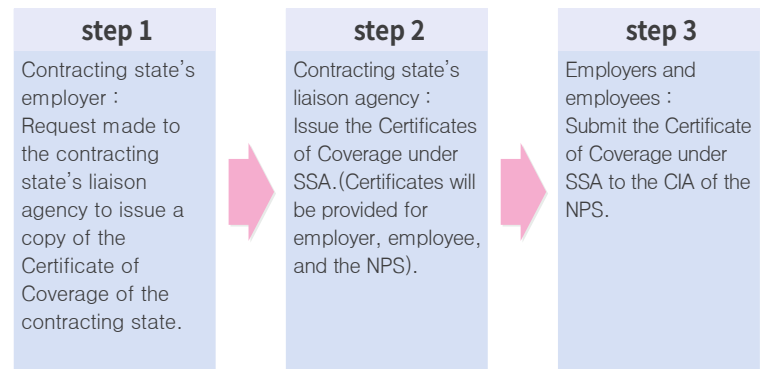 step 1
Contracting state's
employer :
Request made to
the contracting
state's liaison
agency to issue a
copy of the
Certificate of
Coverage of the
contracting state.
step 2
Contracting state's
liaison agency :
Issue the Certificates
of Coverage under
SSA.(Certificates will
be provided for
employer, employee,
and the NPS).
step 3
Employers and
employees :
Submit the Certificate
of Coverage under
SSA to the CIA of the
NPS.